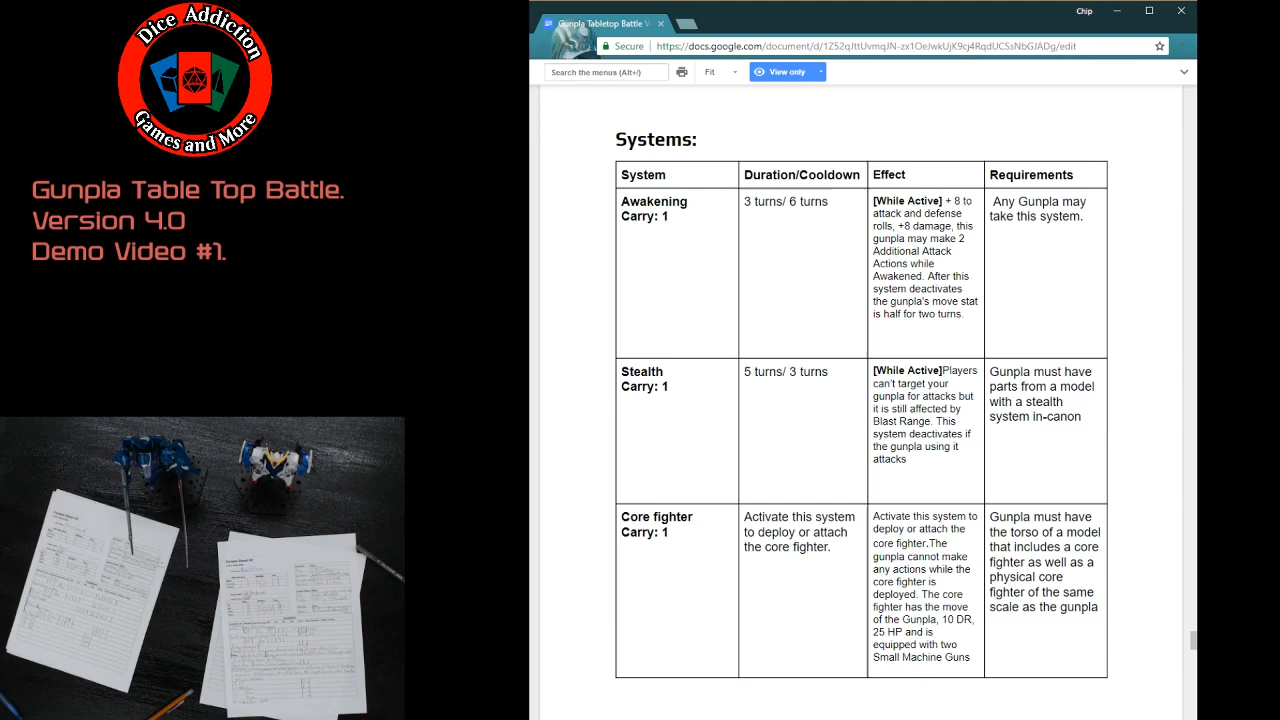 Dice Addiction
Games and More
Gunpla Table Top Battle.
Version 4.0
Demo Video #1.
Chip
Gunpla Tabletop Battle V
Secure
https://docs.google.com/document/d/1Z52qJttUvmqJN-zx1OeJwkUjK9cj4RqdUCSsNbGJADg/edit
Search the menus (Alt+/)
Fit
View only
Systems:
System
Duration/Cooldown
Effect
Requirements
Awakening
Carry: 1
3 turns/ 6 turns
[While Active] + 8 to
attack and defense
rolls, +8 damage, this
gunpla may make 2
Additional Attack
Actions while
Awakened. After this
system deactivates
the gunpla's move stat
is half for two turns.
Any Gunpla may
take this system.
Stealth
Carry: 1
5 turns/ 3 turns
[While Active]Players
can't target your
gunpla for attacks but
it is still affected by
Blast Range. This
system deactivates if
the gunpla using it
attacks
Gunpla must have
parts from a model
with a stealth
system in-canon
Core fighter
Carry: 1
Activate this system
to deploy or attach
the core fighter.
Activate this system to
deploy or attach the
core fighter.The
gunpla cannot make
any actions while the
core fighter is
deployed. The core
fighter has the move
of the Gunpla, 10 DR,
25 HP and is
equipped with two
Small Machine Guns
Gunpla must have
the torso of a model
that includes a core
fighter as well as a
physical core
fighter of the same
scale as the gunpla